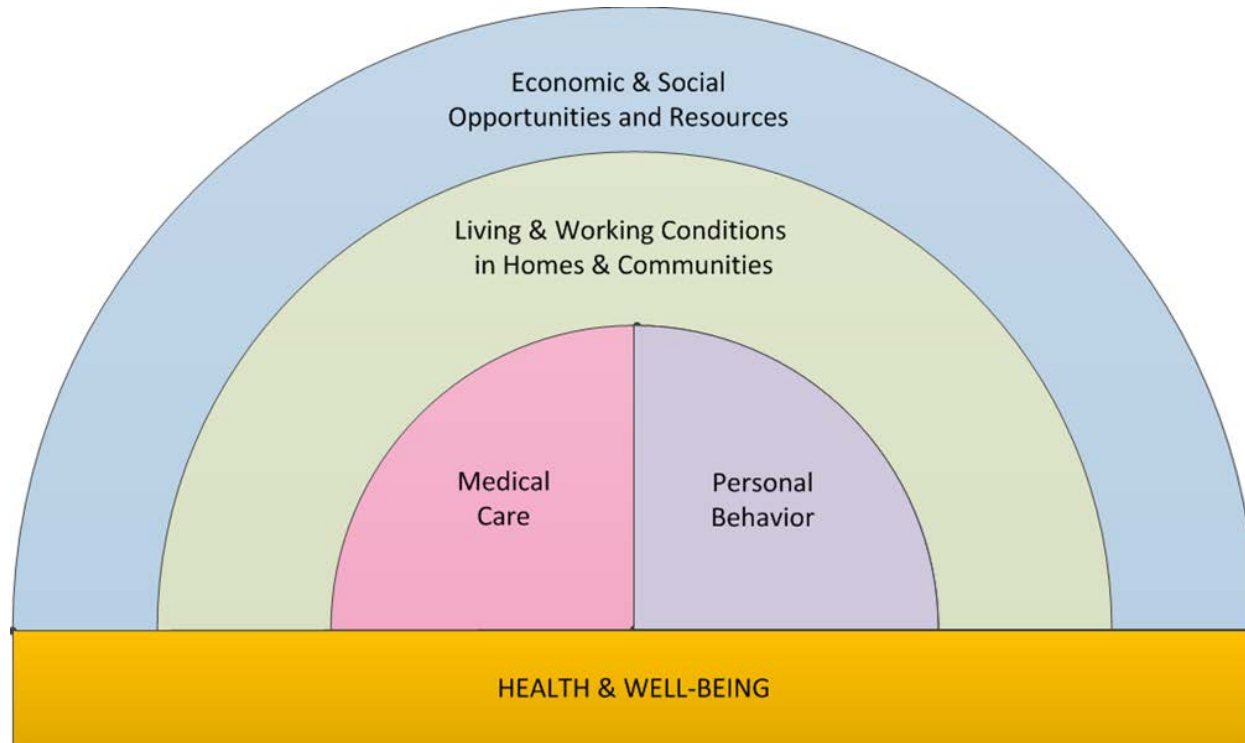 Economic & Social
Opportunities and Resources
Living & Working Conditions
in Homes & Communities
Medical
Care
Personal
Behavior
HEALTH & WELL-BEING